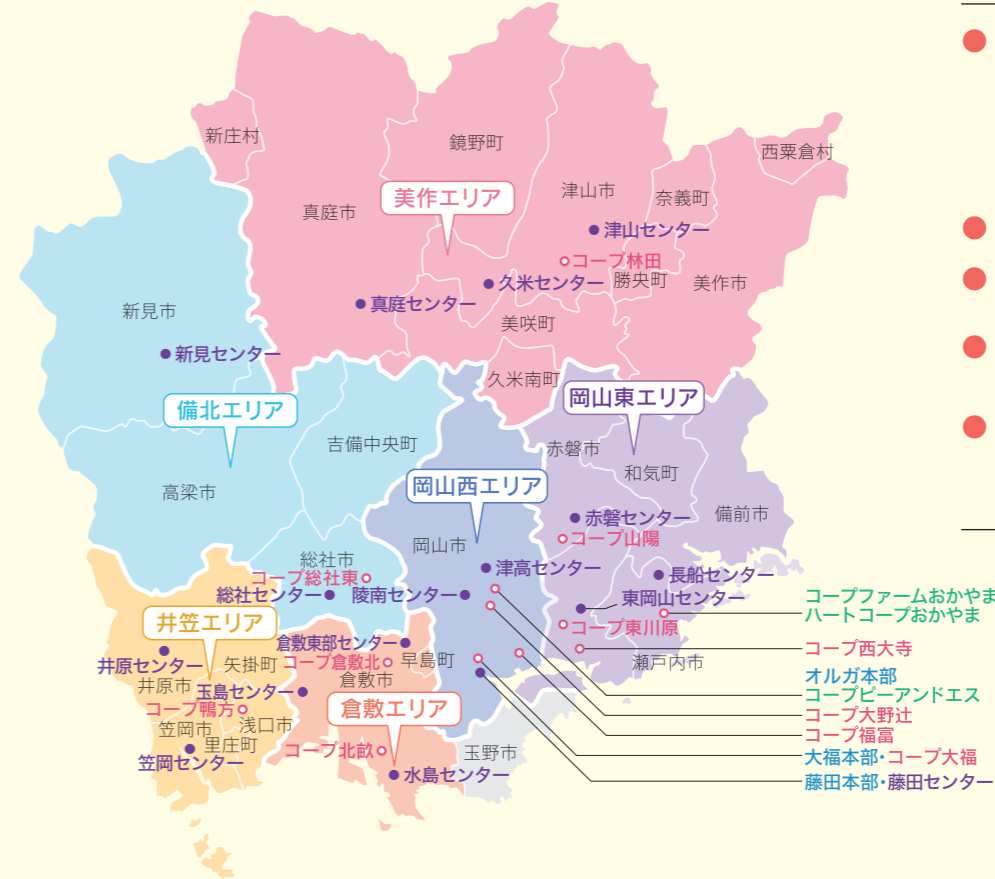 新庄村
鏡野町
西粟倉村
津山市
美作エリア
奈義町
真庭市
津山センター
コープ林田
勝央町
久米センター
美作市
真庭センター
新見市
美咲町
新見センター
久米南町
岡山東エリア
備北エリア
吉備中央町
赤磐市
和気町
岡山西エリア
高梁市
備前市
赤磐センター
コープ山陽
岡山市
総社市
津高センター
長船センター
コープ総社東
総社センター
陵南センター
東岡山センター
コープファームおかやま
ハートコープおかやま
井笠エリア
コープ東川原
倉敷東部センター
コープ西大寺
井原センター
矢掛町
コープ倉敷北
早島町
瀬戸内市
井原市
玉島センター
倉敷市
オルガ本部
コープビーアンドエス
コープ鴨方
倉敷エリア
コープ大野辻
笠岡市
浅口市
コープ福富
里庄町
コープ北畝
玉野市
大福本部・コープ大福
笠岡センター
水島センター
藤田本部・藤田センター